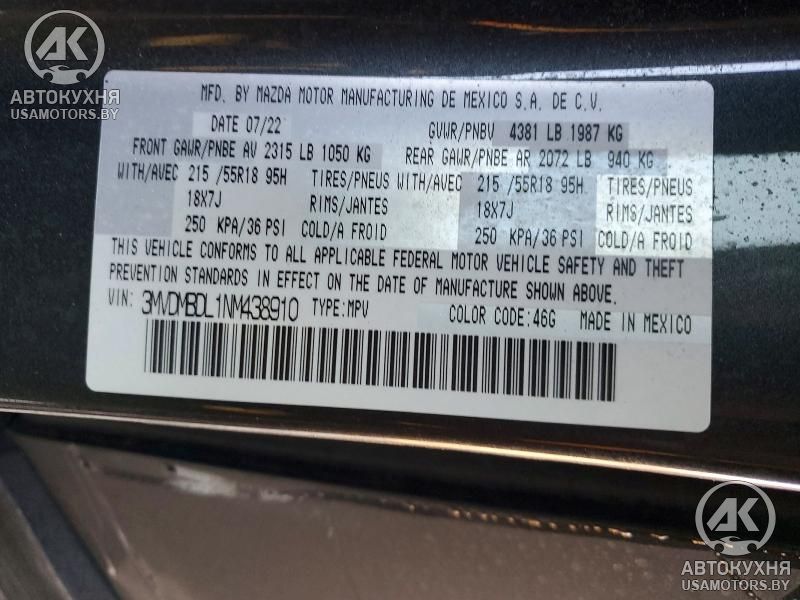 AK
АВТОКУХНЯ
USAMOTORS.BY
MFD. BY MAZDA MOTOR MANUFACTURING DE MEXICO S.A. DE C.V.
DATE 07/22 GVWR/PNBV 4381 LB 1987 KG
FRONT GAWR/PNBE AV 2315 LB 1050 KG REAR GAWR/PNBE AR 2072 LB 940 KG
WITH/AVEC 215 /55R18 95H TIRES/PNEUS WITH/AVEC 215 /55R18 95H TIRES/PNEUS
18X7J RIMS/JANTES 18X7J RIMS/JANTES
250 KPA/36 PSI COLD/A FROID 250 KPA/36 PSI COLD/A FROID
THIS VEHICLE CONFORMS TO ALL APPLICABLE FEDERAL MOTOR VEHICLE SAFETY AND THEFT
PREVENTION STANDARDS IN EFFECT ON THE DATE OF MANUFACTURE SHOWN ABOVE.
VIN: 3MVDMBDL1NM438910 TYPE:MPV COLOR CODE:46G MADE IN MEXICO
AK
АВТОКУХНЯ
USAMOTORS.BY